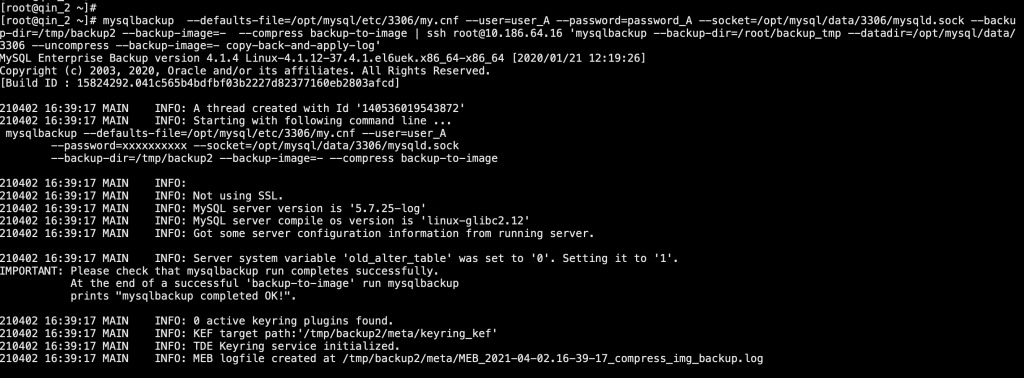 [root@qin_2 ~]#
[root@qin_2 ~]# mysqlbackup  --defaults-file=/opt/mysql/etc/3306/my.cnf --user=user_A --password=password_A --socket=/opt/mysql/data/3306/mysqld.sock --backu
p-dir=/tmp/backup2 --backup-image=-  --compress backup-to-image | ssh root@10.186.64.16 'mysqlbackup --backup-dir=/root/backup_tmp --datadir=/opt/mysql/data/
3306 --uncompress --backup-image=- copy-back-and-apply-log'
MySQL Enterprise Backup version 4.1.4 Linux-4.1.12-37.4.1.el6uek.x86_64-x86_64 [2020/01/21 12:19:26]
Copyright (c) 2003, 2020, Oracle and/or its affiliates. All Rights Reserved.
[Build ID : 15824292.041c565b4bdfbf03b2227d82377160eb2803afcd]
210402 16:39:17 MAIN    INFO: A thread created with Id '140536019543872'
210402 16:39:17 MAIN    INFO: Starting with following command line ...
 mysqlbackup --defaults-file=/opt/mysql/etc/3306/my.cnf --user=user_A
        --password=xxxxxxxxxx --socket=/opt/mysql/data/3306/mysqld.sock
        --backup-dir=/tmp/backup2 --backup-image=- --compress backup-to-image
210402 16:39:17 MAIN    INFO:
210402 16:39:17 MAIN    INFO: Not using SSL.
210402 16:39:17 MAIN    INFO: MySQL server version is '5.7.25-log'
210402 16:39:17 MAIN    INFO: MySQL server compile os version is 'linux-glibc2.12'
210402 16:39:17 MAIN    INFO: Got some server configuration information from running server.
210402 16:39:17 MAIN    INFO: Server system variable 'old_alter_table' was set to '0'. Setting it to '1'.
IMPORTANT: Please check that mysqlbackup run completes successfully.
           At the end of a successful 'backup-to-image' run mysqlbackup
           prints "mysqlbackup completed OK!".
210402 16:39:17 MAIN    INFO: 0 active keyring plugins found.
210402 16:39:17 MAIN    INFO: KEF target path:'/tmp/backup2/meta/keyring_kef'
210402 16:39:17 MAIN    INFO: TDE Keyring service initialized.
210402 16:39:17 MAIN    INFO: MEB logfile created at /tmp/backup2/meta/MEB_2021-04-02.16-39-17_compress_img_backup.log